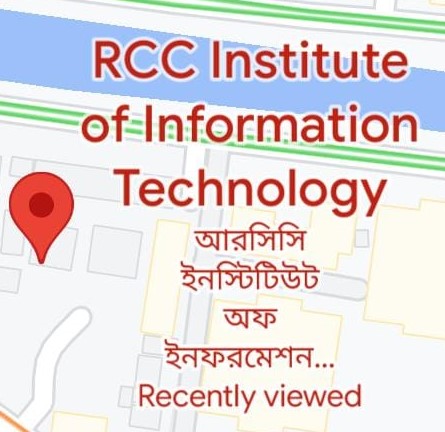 RCC Institute
of Information
Technology
আরসিসি
ইনস্টিটিউট
অফ
ইনফরমেশন...
Recently viewed